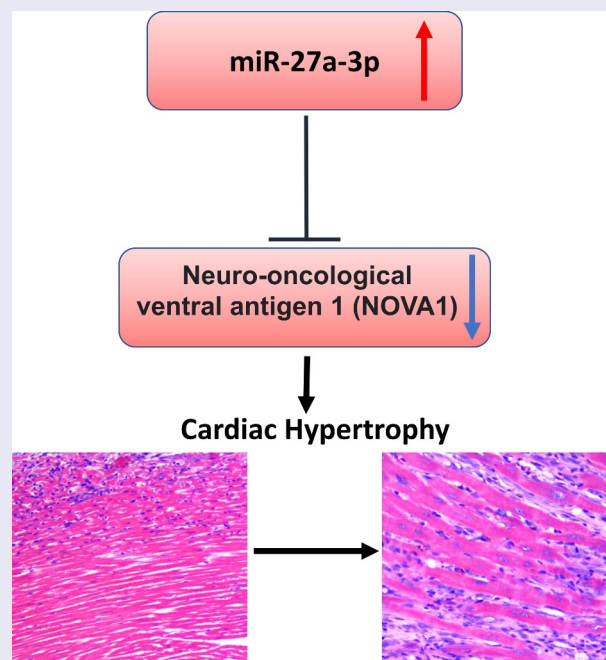 miR-27a-3p
Neuro-oncological
ventral antigen 1 (NOVA1)
Cardiac Hypertrophy